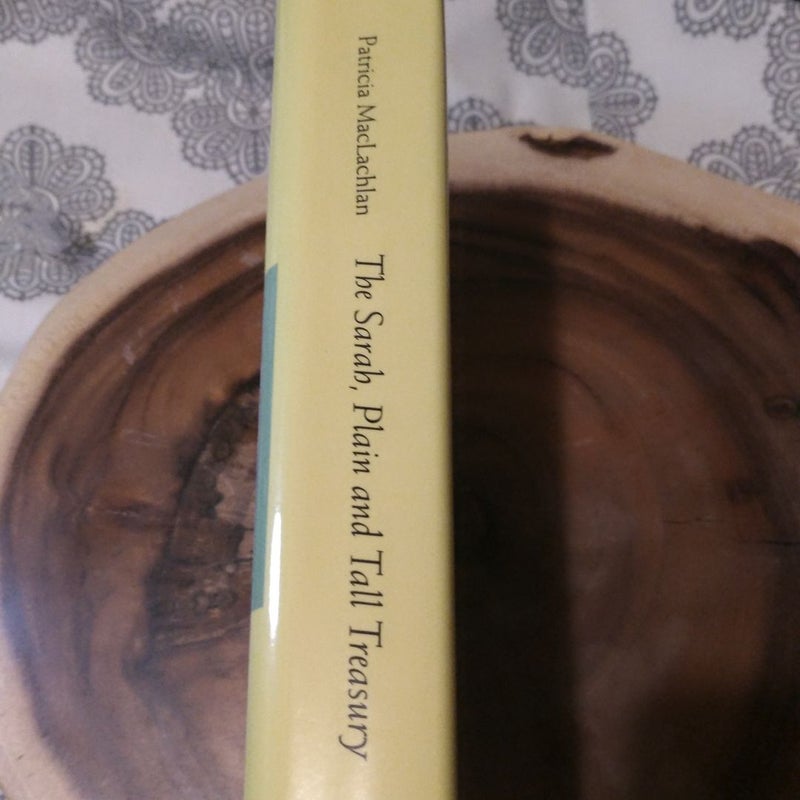 Patricia MacLachlan
The Sarah, Plain and Tall Treasury